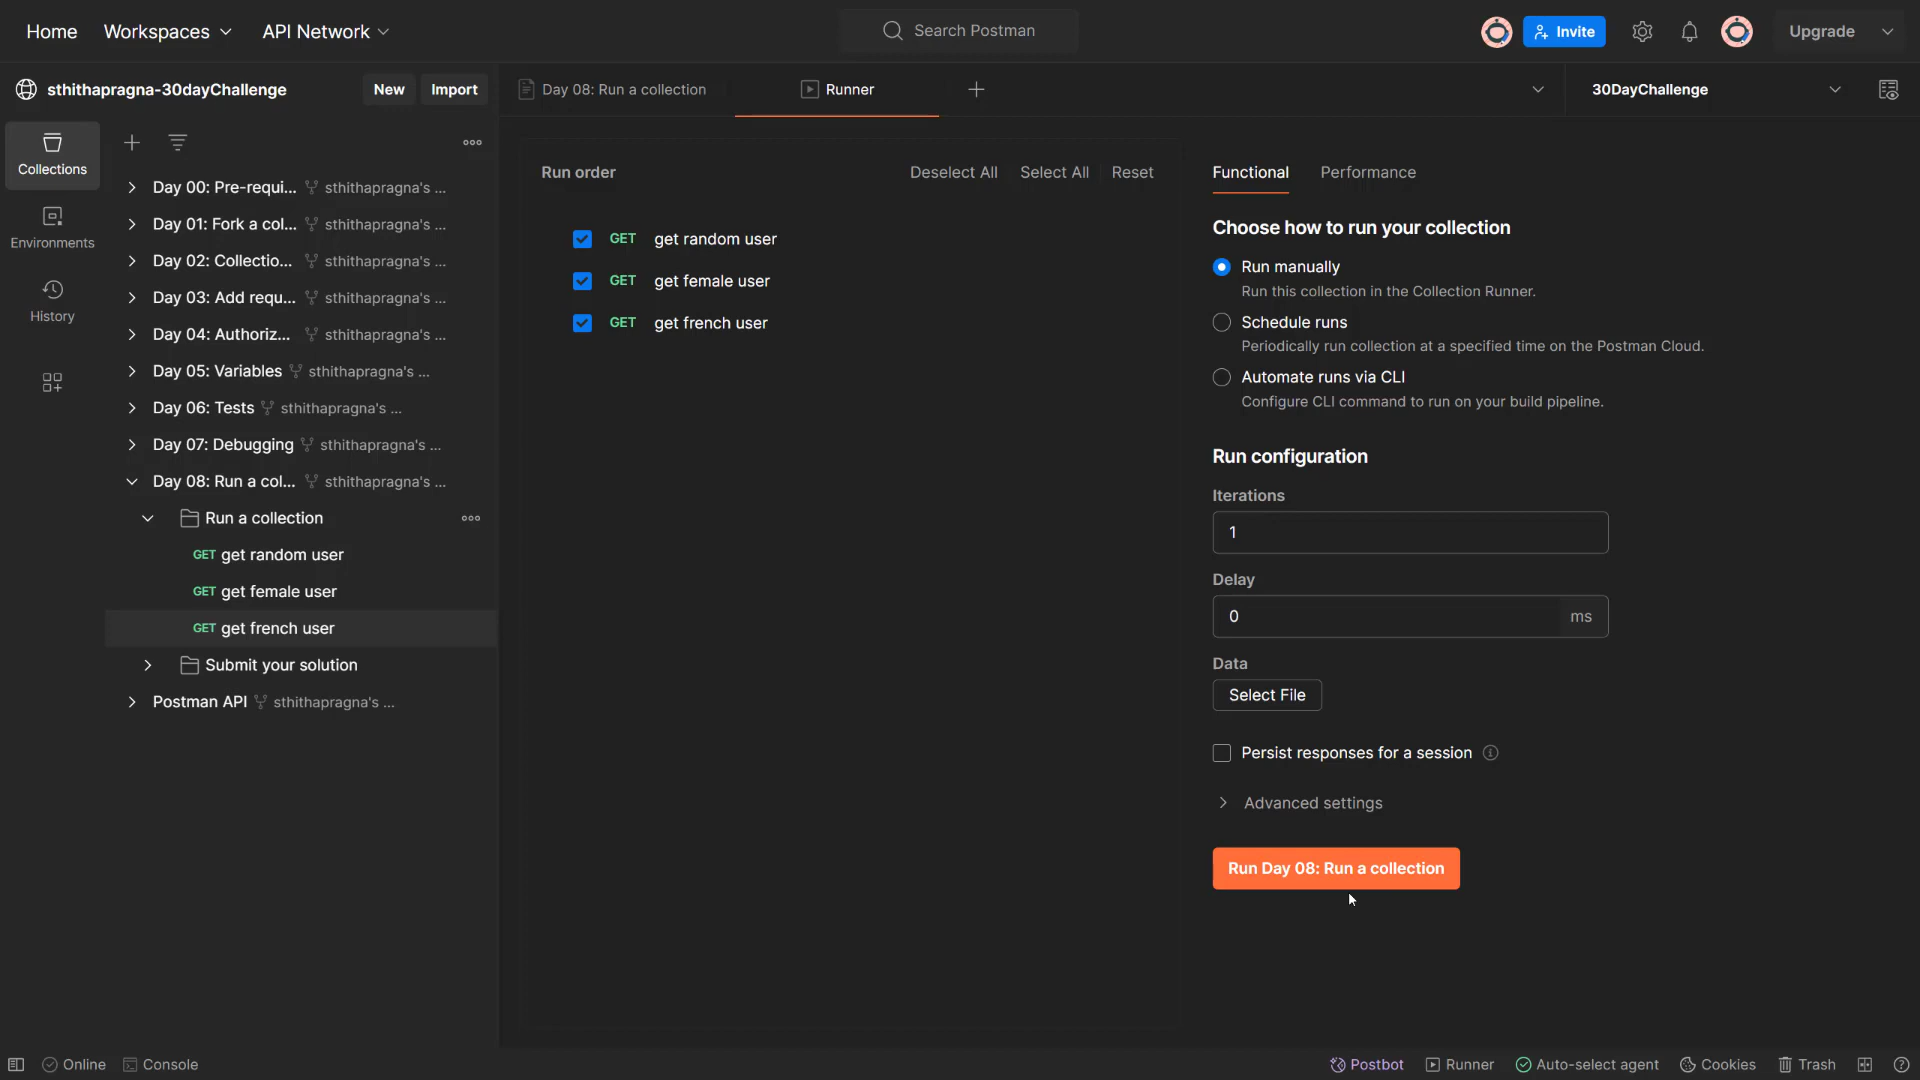 Home
Workspaces
API Network
Search Postman
Invite
Upgrade
sthithapragna-30dayChallenge
New
Import
Day 08: Run a collection
Runner
30DayChallenge
Collections
Environments
History
Day 00: Pre-requi... sthithapragna's ...
Day 01: Fork a col... sthithapragna's ...
Day 02: Collectio... sthithapragna's ...
Day 03: Add requ... sthithapragna's ...
Day 04: Authoriz... sthithapragna's ...
Day 05: Variables sthithapragna's ...
Day 06: Tests sthithapragna's ...
Day 07: Debugging sthithapragna's ...
Day 08: Run a col... sthithapragna's ...
Run a collection
GET get random user
GET get female user
GET get french user
Submit your solution
Postman API sthithapragna's ...
Run order
Deselect All
Select All
Reset
GET get random user
GET get female user
GET get french user
Functional
Performance
Choose how to run your collection
Run manually
Run this collection in the Collection Runner.
Schedule runs
Periodically run collection at a specified time on the Postman Cloud.
Automate runs via CLI
Configure CLI command to run on your build pipeline.
Run configuration
Iterations
1
Delay
0 ms
Data
Select File
Persist responses for a session
Advanced settings
Run Day 08: Run a collection
Online
Console
Postbot
Runner
Auto-select agent
Cookies
Trash